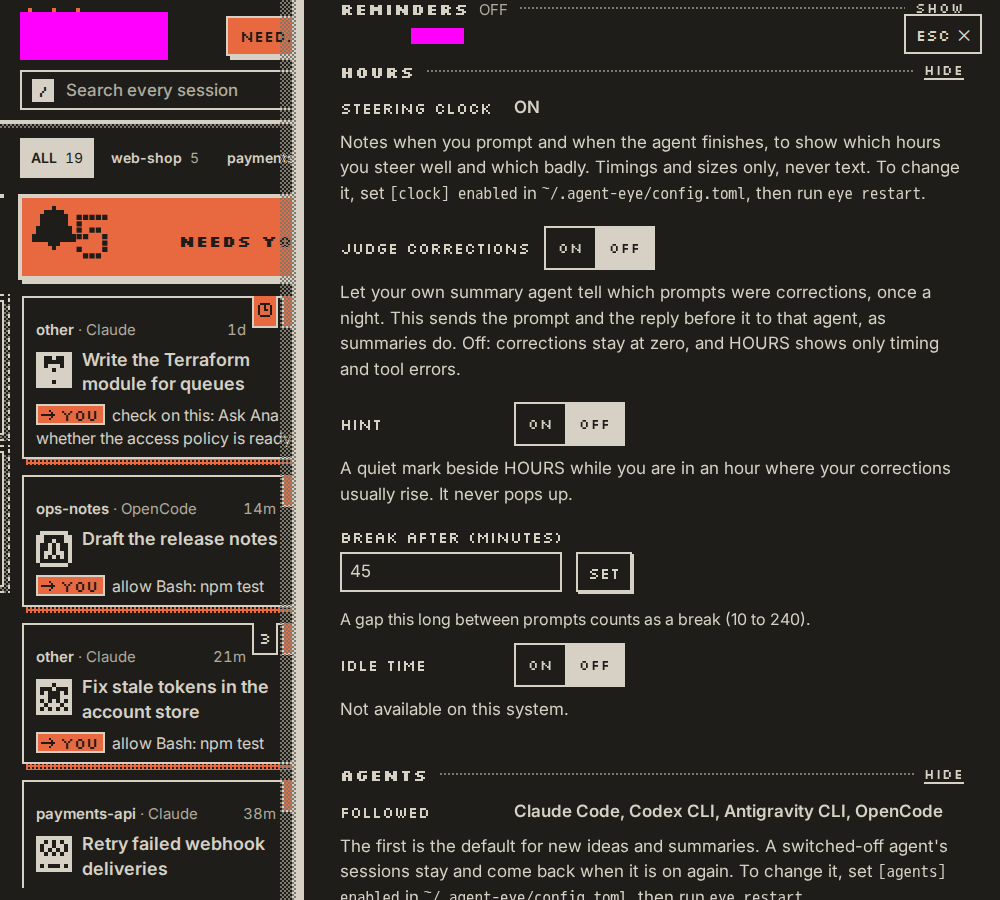 NEED
/ Search every session
ALL 19 web-shop 5 payments
5 NEEDS YO
other · Claude 1d
Write the Terraform
module for queues
→ YOU check on this: Ask Ana
whether the access policy is ready
ops-notes · OpenCode 14m
Draft the release notes
→ YOU allow Bash: npm test
3
other · Claude 21m
Fix stale tokens in the
account store
→ YOU allow Bash: npm test
payments-api · Claude 38m
Retry failed webhook
deliveries
REMINDERS OFF SHOW
ESC ×
HOURS HIDE
STEERING CLOCK ON
Notes when you prompt and when the agent finishes, to show which hours
you steer well and which badly. Timings and sizes only, never text. To change
it, set [clock] enabled in ~/.agent-eye/config.toml, then run eye restart.
JUDGE CORRECTIONS ON OFF
Let your own summary agent tell which prompts were corrections, once a
night. This sends the prompt and the reply before it to that agent, as
summaries do. Off: corrections stay at zero, and HOURS shows only timing
and tool errors.
HINT ON OFF
A quiet mark beside HOURS while you are in an hour where your corrections
usually rise. It never pops up.
BREAK AFTER (MINUTES)
45 SET
A gap this long between prompts counts as a break (10 to 240).
IDLE TIME ON OFF
Not available on this system.
AGENTS HIDE
FOLLOWED Claude Code, Codex CLI, Antigravity CLI, OpenCode
The first is the default for new ideas and summaries. A switched-off agent's
sessions stay and come back when it is on again. To change it, set [agents]
enabled in ~/.agent-eye/config.toml, then run eye restart.